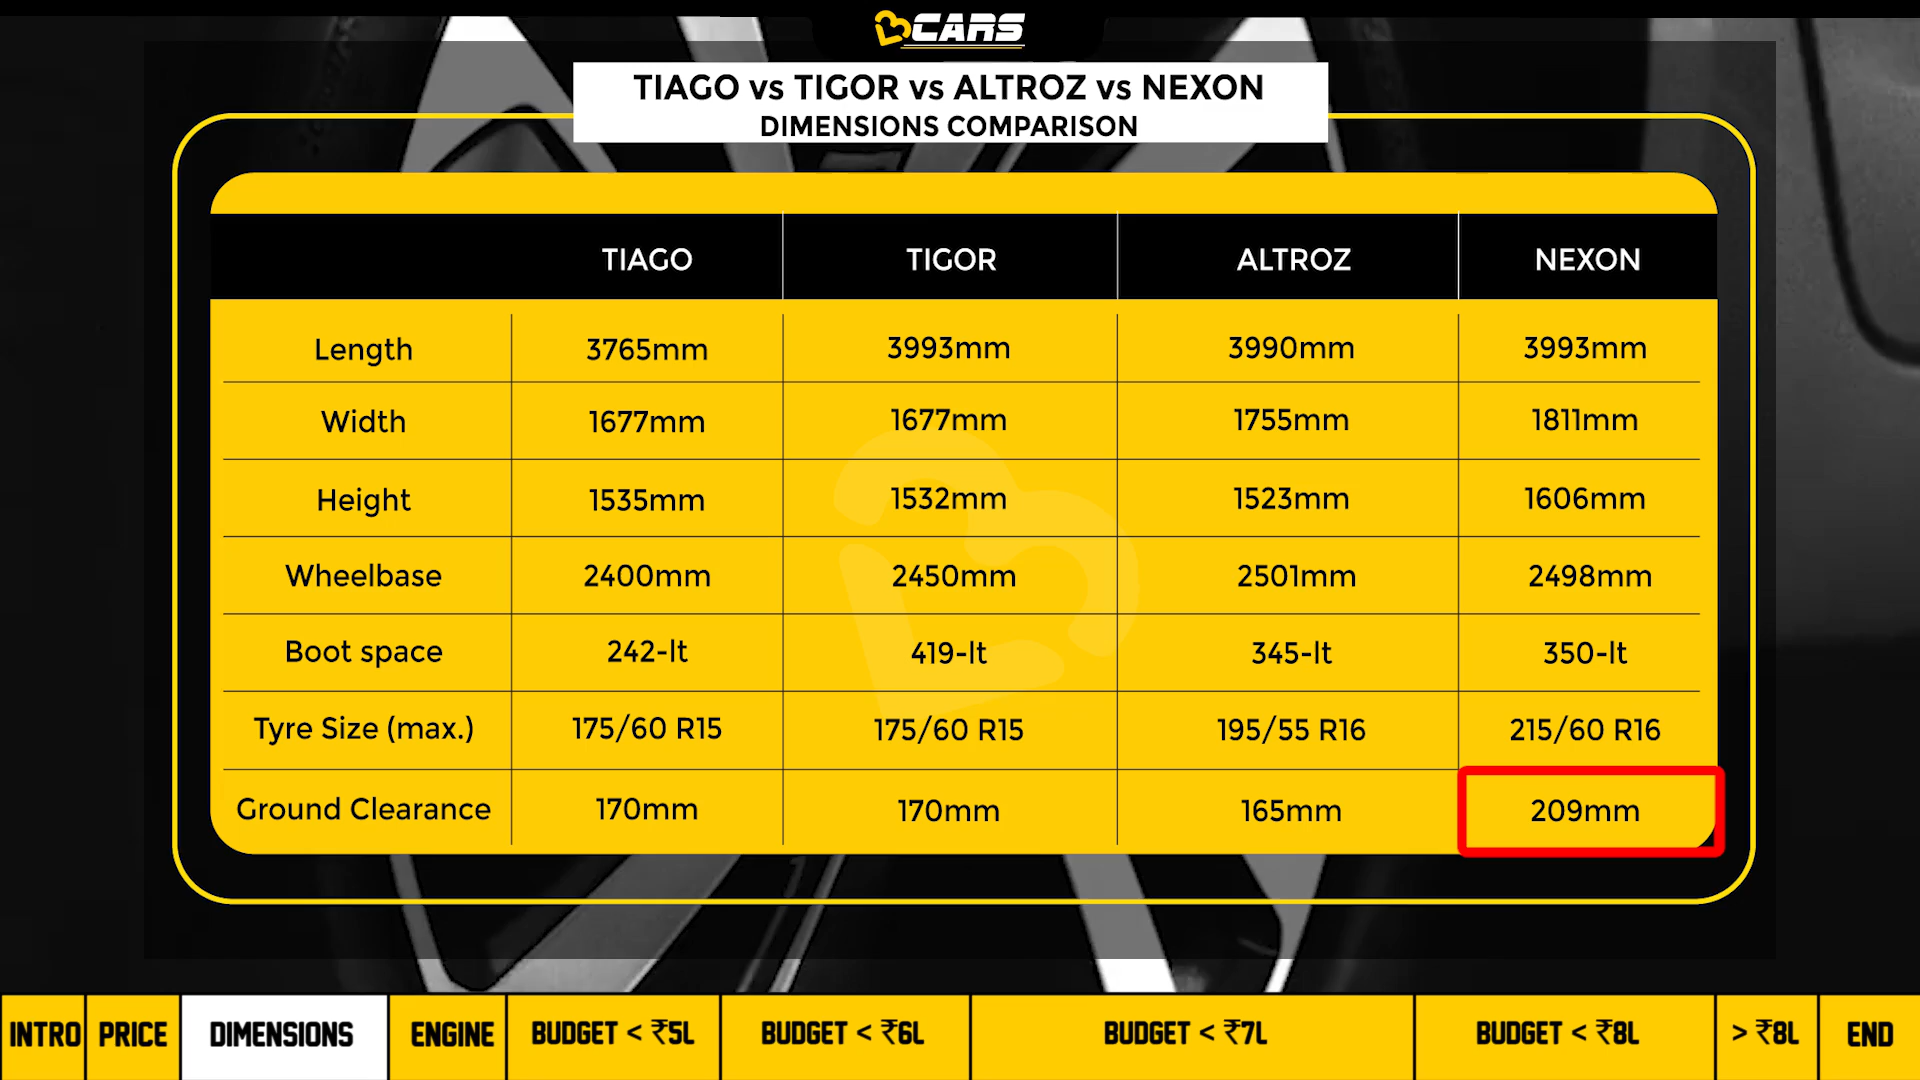 CARS
TIAGO vs TIGOR vs ALTROZ vs NEXON
DIMENSIONS COMPARISON
TIAGO TIGOR ALTROZ NEXON
Length 3765mm 3993mm 3990mm 3993mm
Width 1677mm 1677mm 1755mm 1811mm
Height 1535mm 1532mm 1523mm 1606mm
Wheelbase 2400mm 2450mm 2501mm 2498mm
Boot space 242-lt 419-lt 345-lt 350-lt
Tyre Size (max.) 175/60 R15 175/60 R15 195/55 R16 215/60 R16
Ground Clearance 170mm 170mm 165mm 209mm
INTRO PRICE DIMENSIONS ENGINE BUDGET < ₹5L BUDGET < ₹6L BUDGET < ₹7L BUDGET < ₹8L > ₹8L END